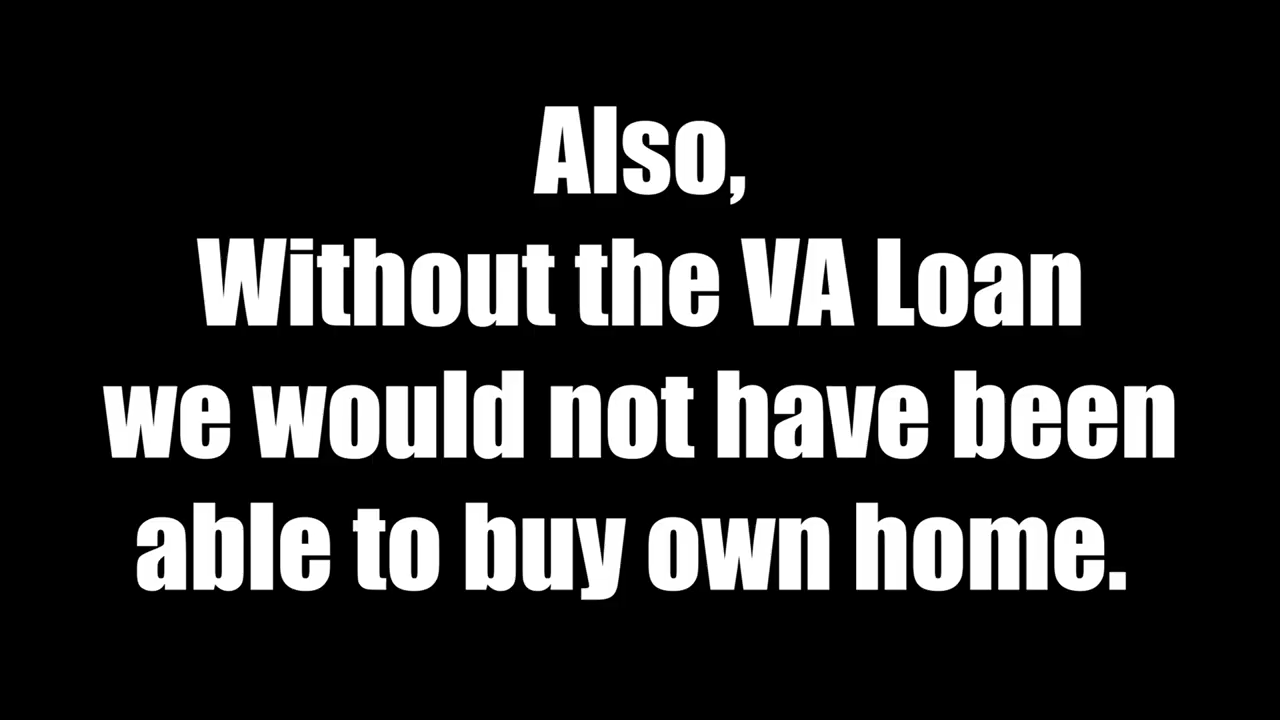 Also,
Without the VA Loan
we would not have been
able to buy own home.